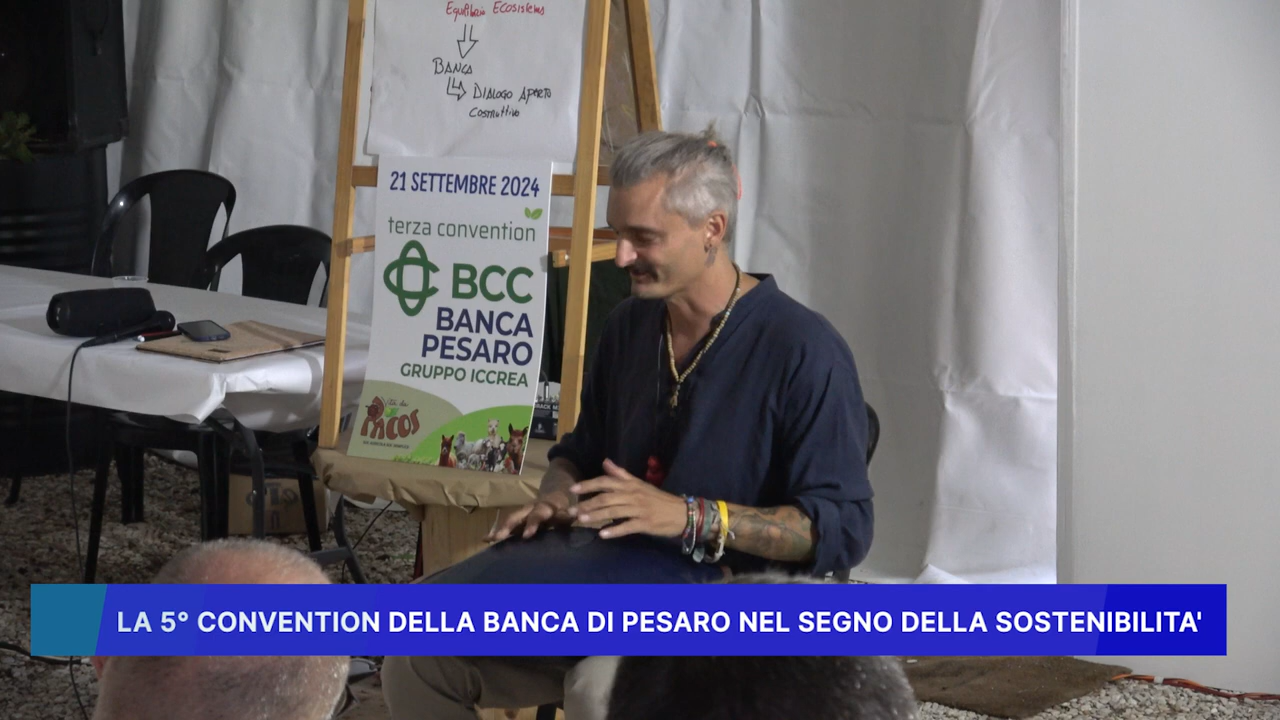 Equilibrio Ecosistema
BANCA
DIALOGO APERTO
COSTRUTTIVO
21 SETTEMBRE 2024
terza convention
BCC
BANCA
PESARO
GRUPPO ICCREA
PACOS
LA 5° CONVENTION DELLA BANCA DI PESARO NEL SEGNO DELLA SOSTENIBILITA'